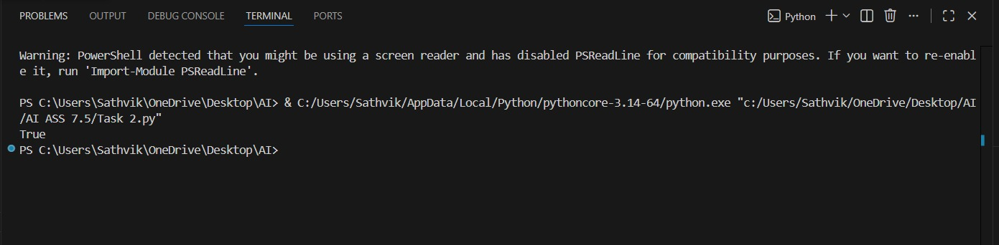 PROBLEMS OUTPUT DEBUG CONSOLE TERMINAL PORTS Python
Warning: PowerShell detected that you might be using a screen reader and has disabled PSReadLine for compatibility purposes. If you want to re-enabl
e it, run 'Import-Module PSReadLine'.
PS C:\Users\Sathvik\OneDrive\Desktop\AI> & C:/Users/Sathvik/AppData/Local/Python/pythoncore-3.14-64/python.exe "c:/Users/Sathvik/OneDrive/Desktop/AI
/AI ASS 7.5/Task 2.py"
True
PS C:\Users\Sathvik\OneDrive\Desktop\AI>